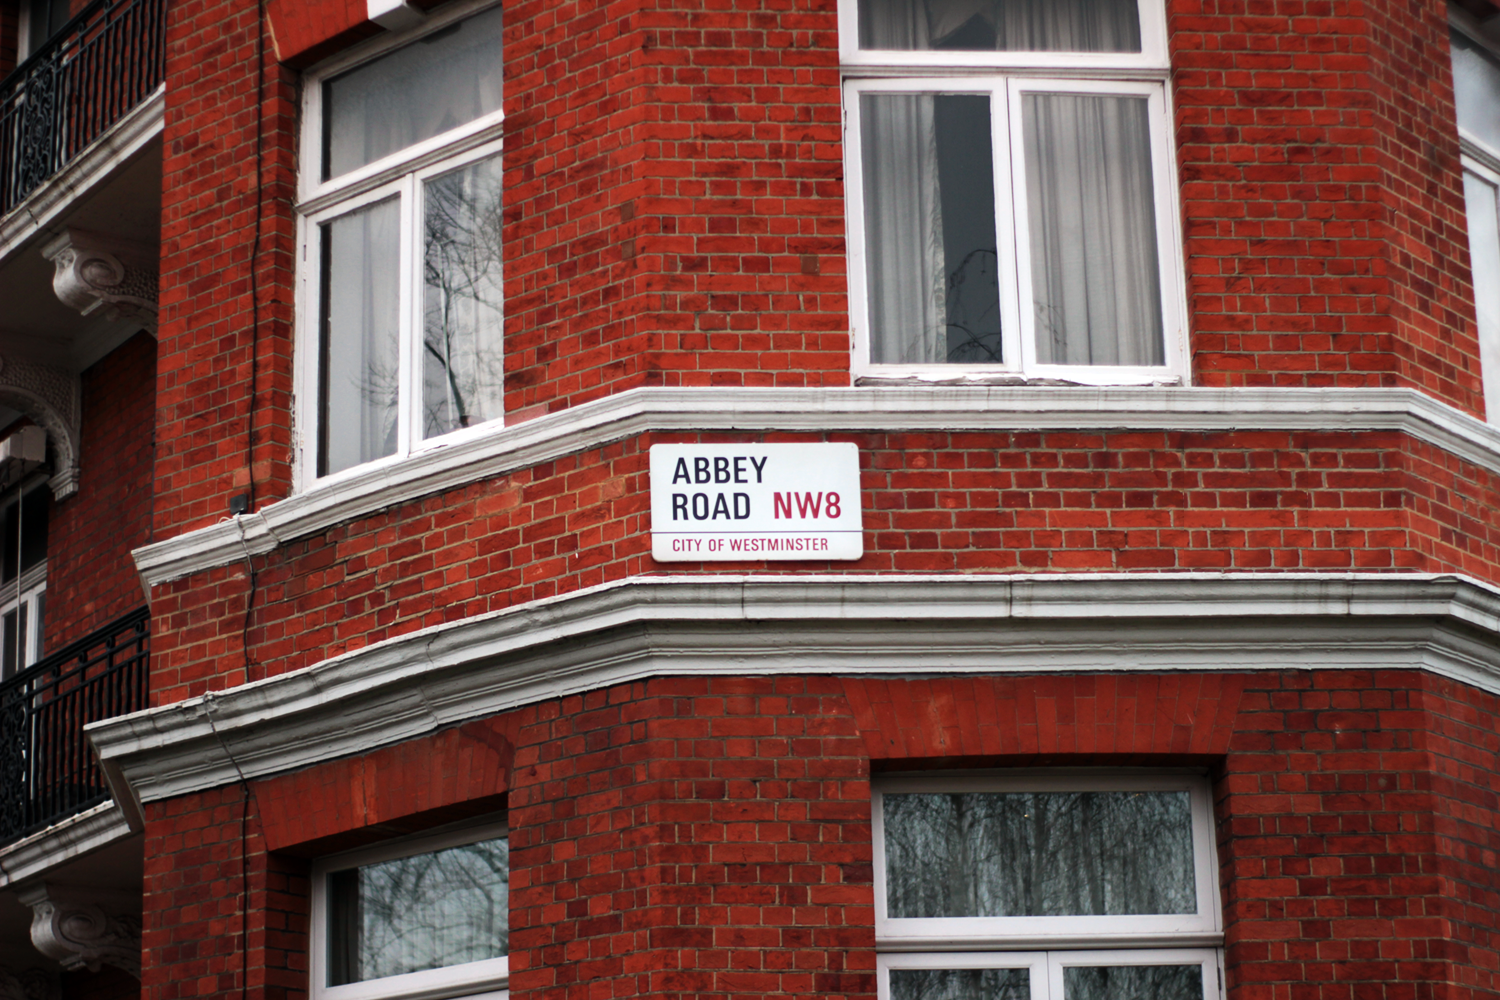 ABBEY
ROAD NW8
CITY OF WESTMINSTER